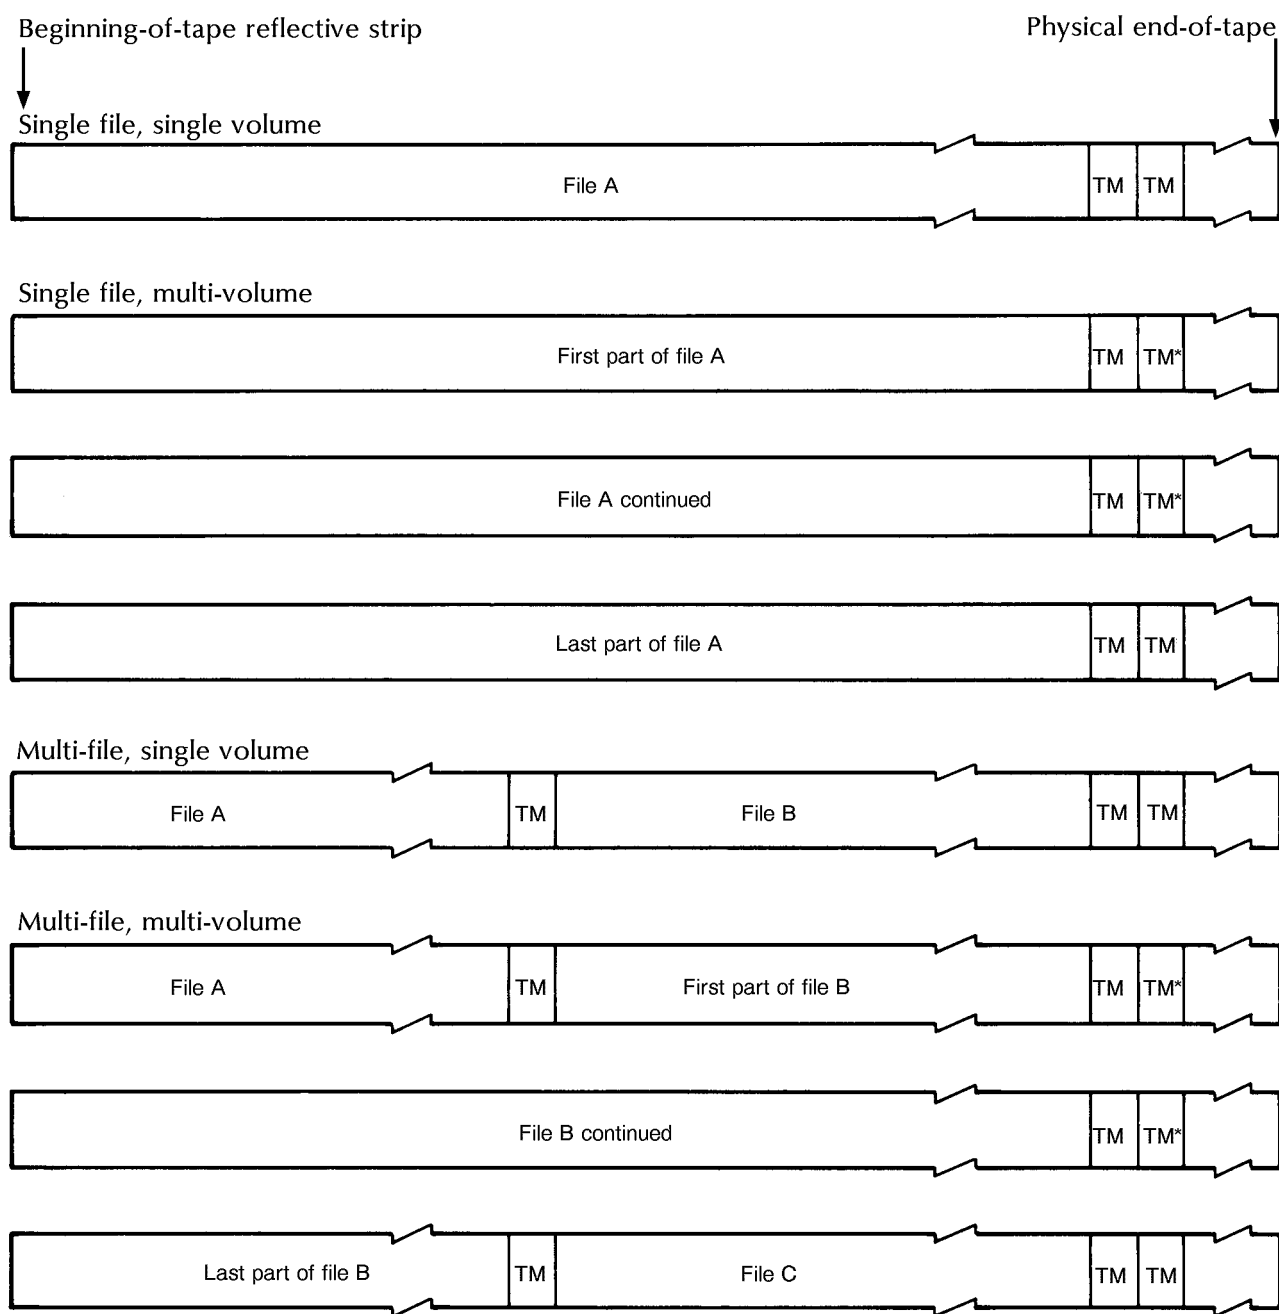 Beginning-of-tape reflective strip
Physical end-of-tape
Single file, single volume
File A TM TM
Single file, multi-volume
First part of file A TM TM*
File A continued TM TM*
Last part of file A TM TM
Multi-file, single volume
File A TM File B TM TM
Multi-file, multi-volume
File A TM First part of file B TM TM*
File B continued TM TM*
Last part of file B TM File C TM TM